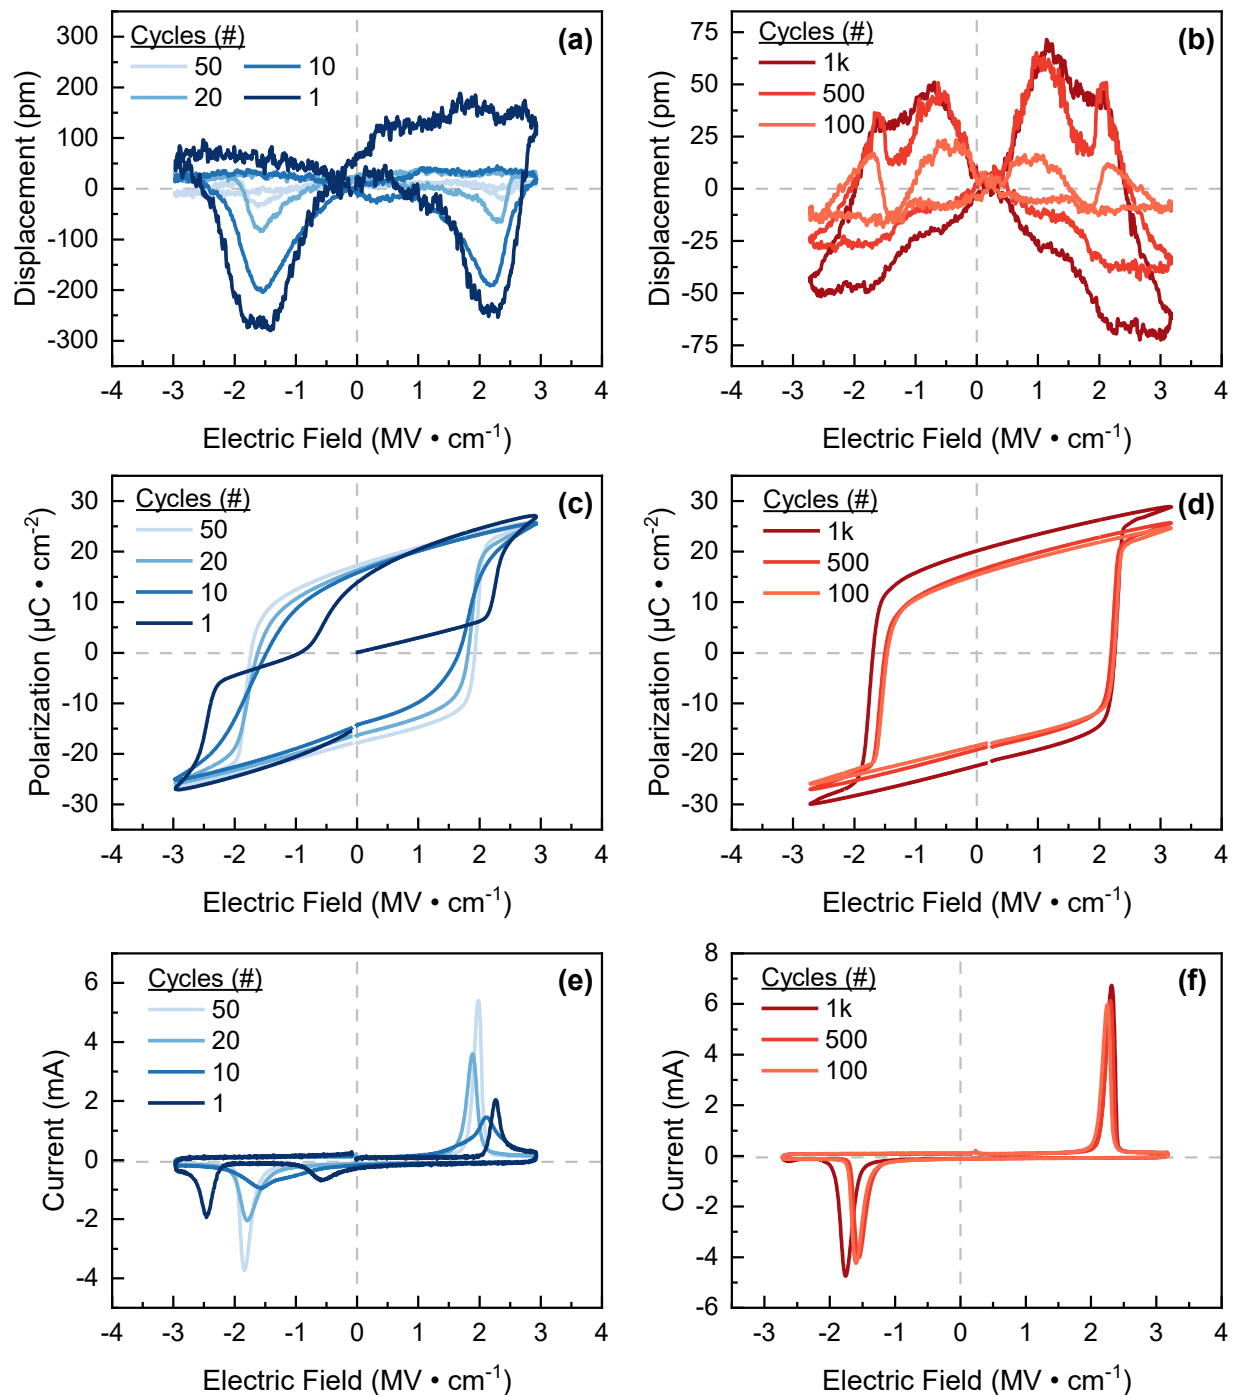 (a)
Cycles (#)
50 10
20 1
300
200
100
0
-100
-200
-300
Displacement (pm)
-4 -3 -2 -1 0 1 2 3 4
Electric Field (MV • cm-1)
(b)
Cycles (#)
1k
500
100
75
50
25
0
-25
-50
-75
Displacement (pm)
-4 -3 -2 -1 0 1 2 3 4
Electric Field (MV • cm-1)
(c)
Cycles (#)
50
20
10
1
30
20
10
0
-10
-20
-30
Polarization (µC • cm-2)
-4 -3 -2 -1 0 1 2 3 4
Electric Field (MV • cm-1)
(d)
Cycles (#)
1k
500
100
30
20
10
0
-10
-20
-30
Polarization (µC • cm-2)
-4 -3 -2 -1 0 1 2 3 4
Electric Field (MV • cm-1)
(e)
Cycles (#)
50
20
10
1
6
4
2
0
-2
-4
Current (mA)
-4 -3 -2 -1 0 1 2 3 4
Electric Field (MV • cm-1)
(f)
Cycles (#)
1k
500
100
8
6
4
2
0
-2
-4
-6
Current (mA)
-3 -2 -1 0 1 2 3 4
Electric Field (MV • cm-1)